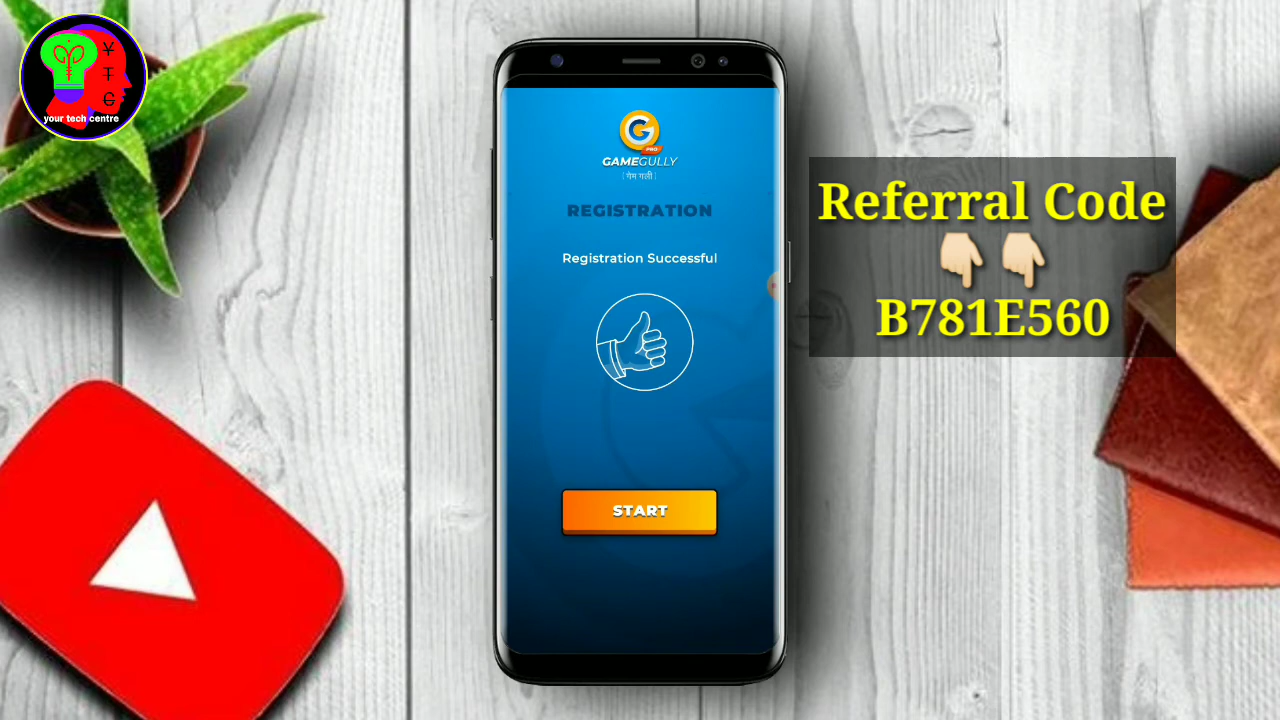 Y
T
C
your tech centre
G
PRO
GAMEGULLY
[गेम गली]
REGISTRATION
Registration Successful
START
Referral Code
👇🏻👇🏻
B781E560